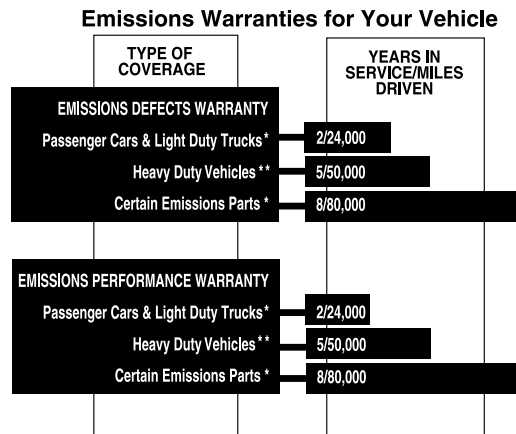 Emissions Warranties for Your Vehicle
TYPE OF
COVERAGE
YEARS IN
SERVICE/MILES
DRIVEN
EMISSIONS DEFECTS WARRANTY
Passenger Cars & Light Duty Trucks* 2/24,000
Heavy Duty Vehicles** 5/50,000
Certain Emissions Parts * 8/80,000
EMISSIONS PERFORMANCE WARRANTY
Passenger Cars & Light Duty Trucks* 2/24,000
Heavy Duty Vehicles** 5/50,000
Certain Emissions Parts * 8/80,000